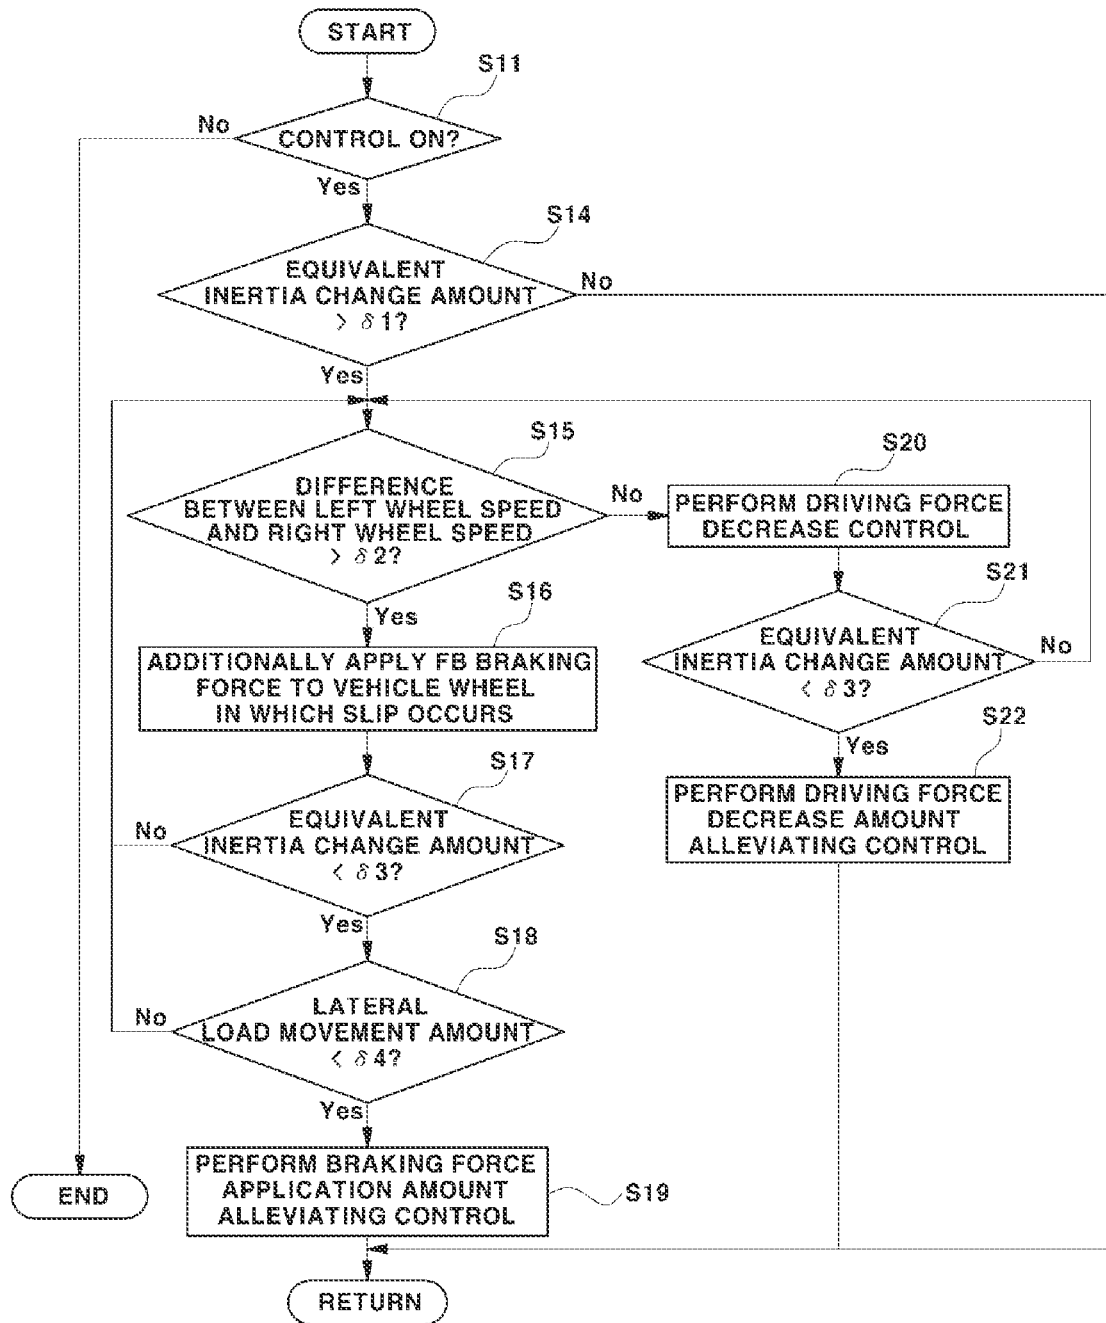 START
S11
No
CONTROL ON?
Yes
S14
EQUIVALENT
INERTIA CHANGE AMOUNT
> δ1?
No
Yes
S15
DIFFERENCE
BETWEEN LEFT WHEEL SPEED
AND RIGHT WHEEL SPEED
> δ2?
No
S20
PERFORM DRIVING FORCE
DECREASE CONTROL
Yes
S16
ADDITIONALLY APPLY FB BRAKING
FORCE TO VEHICLE WHEEL
IN WHICH SLIP OCCURS
S21
EQUIVALENT
INERTIA CHANGE AMOUNT
< δ3?
No
Yes
S22
PERFORM DRIVING FORCE
DECREASE AMOUNT
ALLEVIATING CONTROL
S17
EQUIVALENT
INERTIA CHANGE AMOUNT
< δ3?
No
Yes
S18
LATERAL
LOAD MOVEMENT AMOUNT
< δ4?
No
Yes
PERFORM BRAKING FORCE
APPLICATION AMOUNT
ALLEVIATING CONTROL
S19
END
RETURN